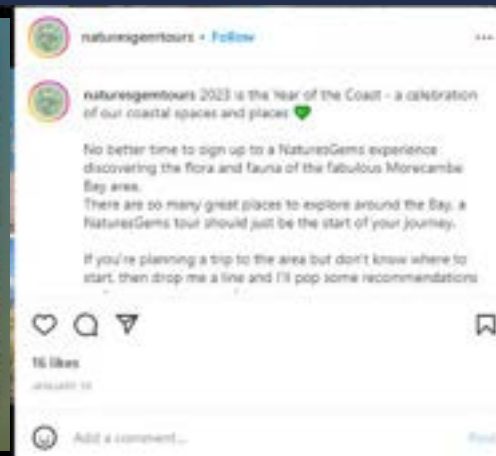 naturesgemtours • Follow
naturesgemtours 2023 is the Year of the Coast - a celebration
of our coastal spaces and places
No better time to sign up to a NaturesGems experience
discovering the flora and fauna of the fabulous Morecambe
Bay area.
There are so many great places to explore around the Bay, a
NaturesGems tour should just be the start of your journey.
If you're planning a trip to the area but don't know where to
start, then drop me a line and I'll pop some recommendations
16 likes
JANUARY
Add a comment...
Post